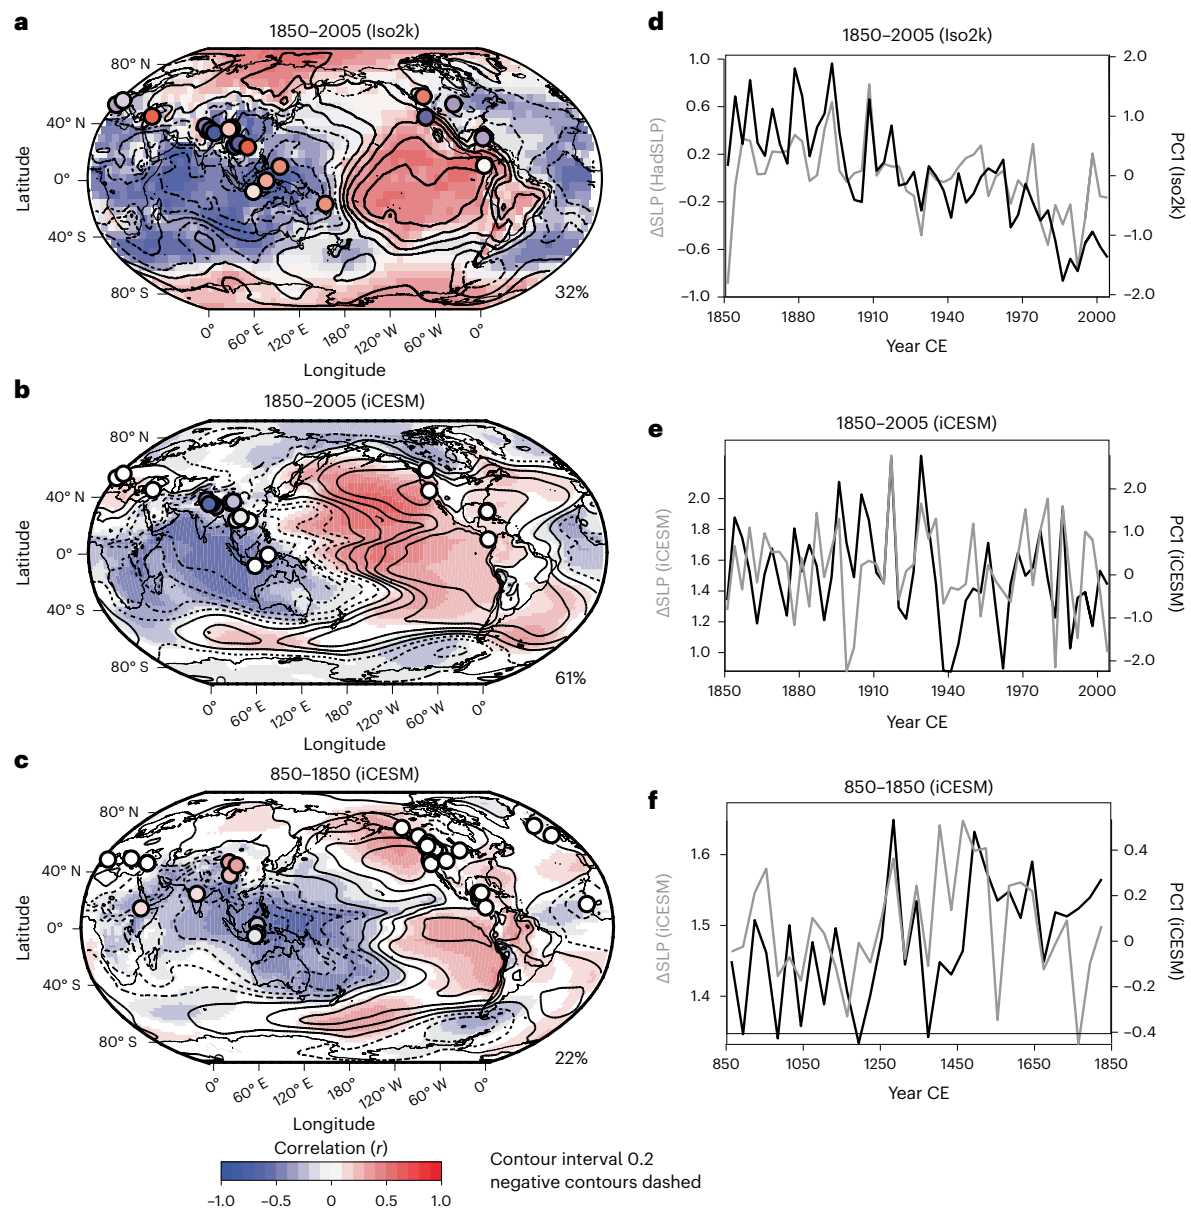 a
1850–2005 (Iso2k)
80° N
40° N
0°
40° S
80° S
Latitude
32%
0°
60° E
120° E
180°
120° W
60° W
0°
Longitude
d
1850–2005 (Iso2k)
1.0
0.6
0.2
–0.2
–0.6
–1.0
ΔSLP (HadSLP)
2.0
1.0
0
–1.0
–2.0
PC1 (Iso2k)
1850
1880
1910
1940
1970
2000
Year CE
b
1850–2005 (iCESM)
80° N
40° N
0°
40° S
80° S
Latitude
61%
0°
60° E
120° E
180°
120° W
60° W
0°
Longitude
e
1850–2005 (iCESM)
2.0
1.8
1.6
1.4
1.2
1.0
ΔSLP (iCESM)
2.0
1.0
0
–1.0
–2.0
PC1 (iCESM)
1850
1880
1910
1940
1970
2000
Year CE
c
850–1850 (iCESM)
80° N
40° N
0°
40° S
80° S
Latitude
22%
0°
60° E
120° E
180°
120° W
60° W
0°
Longitude
f
850–1850 (iCESM)
1.6
1.5
1.4
ΔSLP (iCESM)
0.4
0.2
0
–0.2
–0.4
PC1 (iCESM)
850
1050
1250
1450
1650
1850
Year CE
Correlation (r)
–1.0
–0.5
0
0.5
1.0
Contour interval 0.2
negative contours dashed